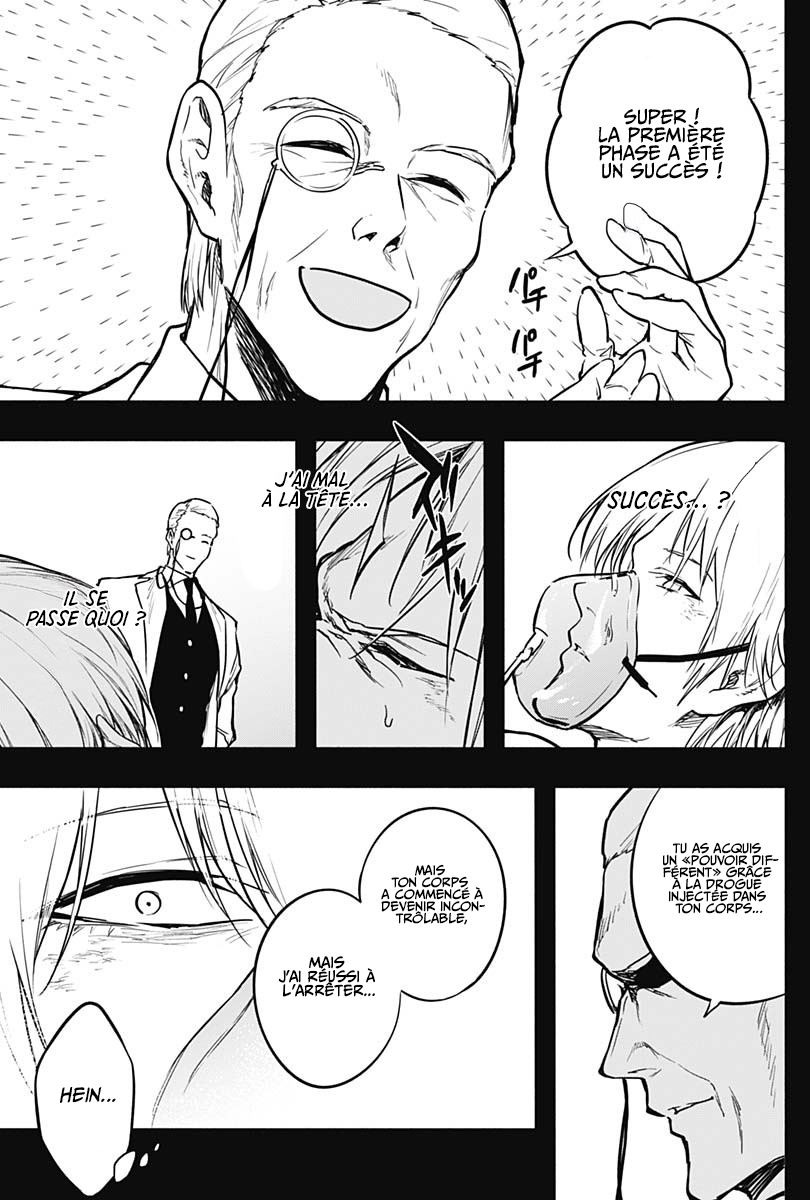 SUPER !
LA PREMIÈRE
PHASE A ÉTÉ
UN SUCCÈS !
パチ
パチ
SUCCÈS... ?
J'AI MAL
À LA TÊTE...
IL SE
PASSE QUOI ?
TU AS ACQUIS
UN «POUVOIR DIF-
FÉRENT» GRÂCE
À LA DROGUE
INJECTÉE DANS
TON CORPS...
MAIS
TON CORPS
A COMMENCÉ À
DEVENIR INCON-
TRÔLABLE,
MAIS
J'AI RÉUSSI À
L'ARRÊTER...
HEIN...